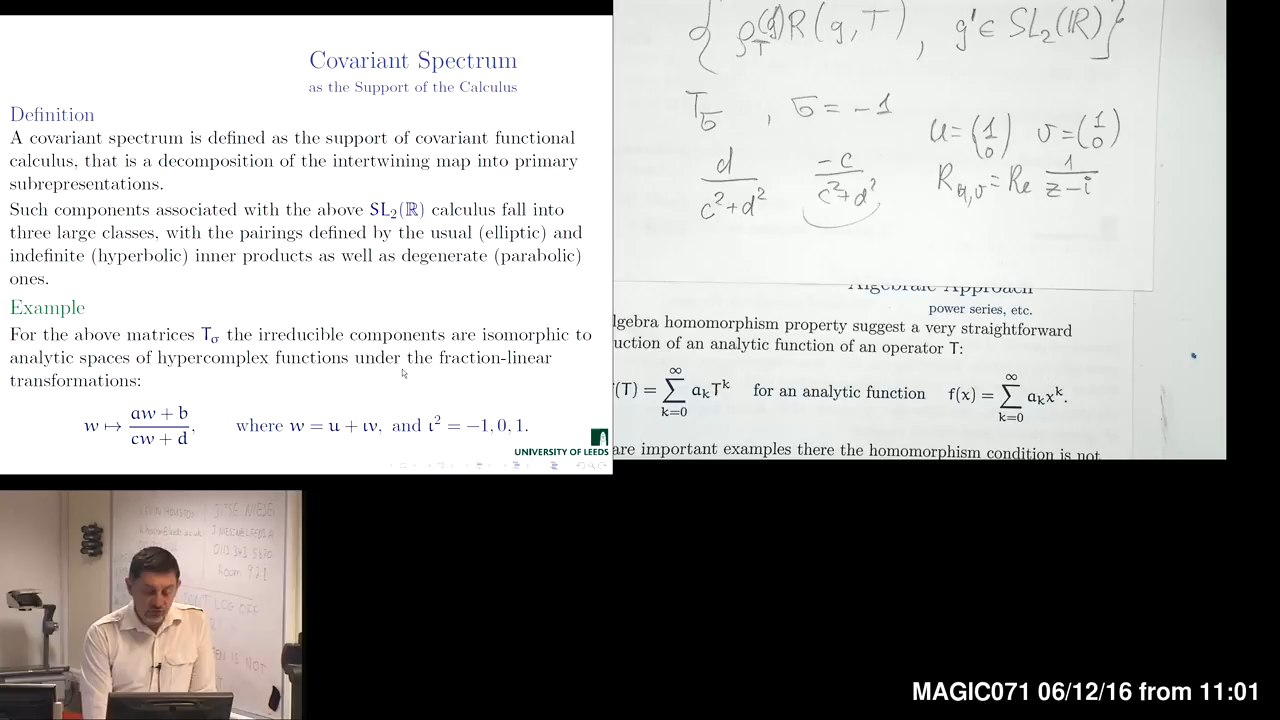 Covariant Spectrum
as the Support of the Calculus
Definition
A covariant spectrum is defined as the support of covariant functional
calculus, that is a decomposition of the intertwining map into primary
subrepresentations.
Such components associated with the above SL₂(ℝ) calculus fall into
three large classes, with the pairings defined by the usual (elliptic) and
indefinite (hyperbolic) inner products as well as degenerate (parabolic)
ones.
Example
For the above matrices T_σ the irreducible components are isomorphic to
analytic spaces of hypercomplex functions under the fraction-linear
transformations:
w ↦ (aw + b)/(cw + d), where w = u + ιv, and ι² = −1, 0, 1.
UNIVERSITY OF LEEDS
R(g, T) , g' ∈ SL₂(ℝ)}
T_σ , σ = −1
u = (1 0) v = (1 0)
d/(c² + d²) −c/(c² + d²) R_{u,v} = Re 1/(z − i)
Algebraic Approach
power series, etc.
lgebra homomorphism property suggest a very straightforward
uction of an analytic function of an operator T:
(T) = ∑_{k=0}^{∞} a_k T^k for an analytic function f(x) = ∑_{k=0}^{∞} a_k x^k.
are important examples there the homomorphism condition is not
DON'T LOG OFF
MAGIC071 06/12/16 from 11:01